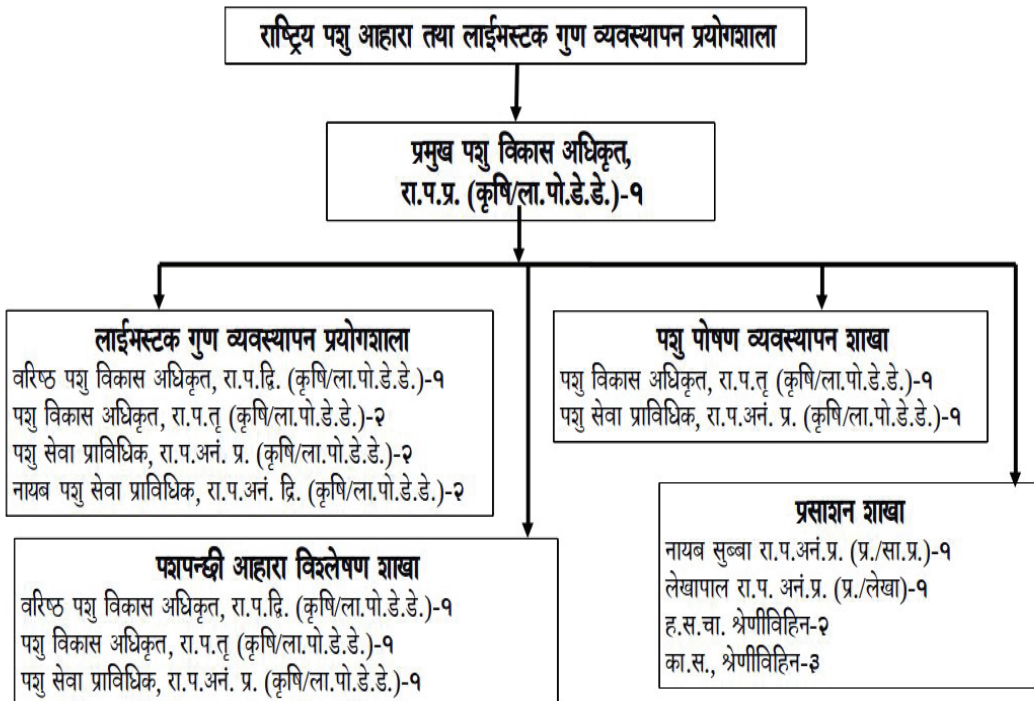 राष्ट्रिय पशु आहारा तथा लाईभस्टक गुण व्यवस्थापन प्रयोगशाला
प्रमुख पशु विकास अधिकृत,
रा.प.प्र. (कृषि/ला.पो.डे.डे.)-१
लाईभस्टक गुण व्यवस्थापन प्रयोगशाला
वरिष्ठ पशु विकास अधिकृत, रा.प.द्वि. (कृषि/ला.पो.डे.डे.)-१
पशु विकास अधिकृत, रा.प.तृ (कृषि/ला.पो.डे.डे.)-२
पशु सेवा प्राविधिक, रा.प.अनं. प्र. (कृषि/ला.पो.डे.डे.)-२
नायब पशु सेवा प्राविधिक, रा.प.अनं. द्वि. (कृषि/ला.पो.डे.डे.)-२
पशपन्छी आहारा विश्लेषण शाखा
वरिष्ठ पशु विकास अधिकृत, रा.प.द्वि. (कृषि/ला.पो.डे.डे.)-१
पशु विकास अधिकृत, रा.प.तृ (कृषि/ला.पो.डे.डे.)-१
पशु सेवा प्राविधिक, रा.प.अनं. प्र. (कृषि/ला.पो.डे.डे.)-१
पशु पोषण व्यवस्थापन शाखा
पशु विकास अधिकृत, रा.प.तृ (कृषि/ला.पो.डे.डे.)-१
पशु सेवा प्राविधिक, रा.प.अनं. प्र. (कृषि/ला.पो.डे.डे.)-१
प्रसाशन शाखा
नायब सुब्बा रा.प.अनं.प्र. (प्र./सा.प्र.)-१
लेखापाल रा.प. अनं.प्र. (प्र./लेखा)-१
ह.स.चा. श्रेणीविहिन-२
का.स., श्रेणीविहिन-३